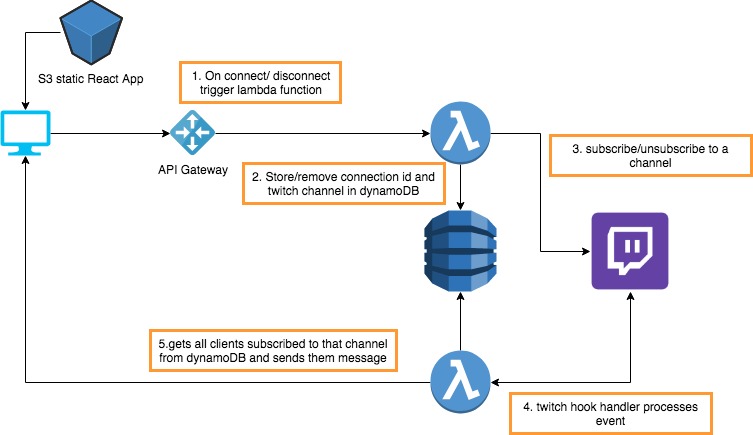 S3 static React App
1. On connect/ disconnect
trigger lambda function
API Gateway
2. Store/remove connection id and
twitch channel in dynamoDB
3. subscribe/unsubscribe to a
channel
5.gets all clients subscribed to that channel
from dynamoDB and sends them message
4. twitch hook handler processes
event